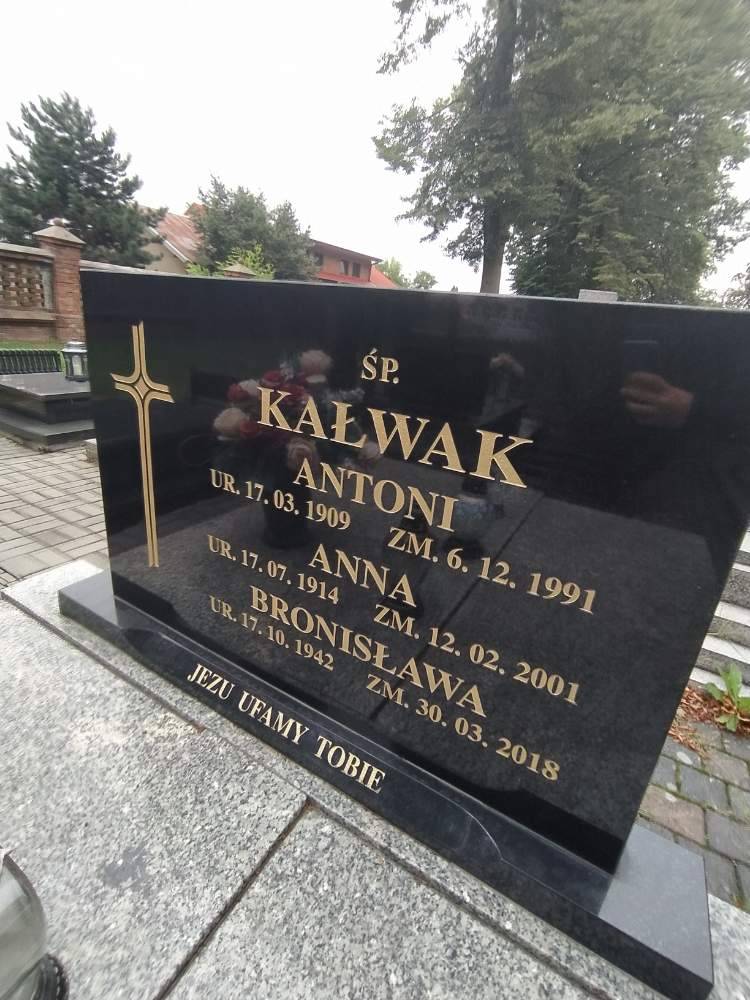 ŚP.
KAŁWAK
ANTONI
UR. 17. 03. 1909 ZM. 6. 12. 1991
ANNA
UR. 17. 07. 1914 ZM. 12. 02. 2001
BRONISŁAWA
UR. 17. 10. 1942 ZM. 30. 03. 2018
JEZU UFAMY TOBIE